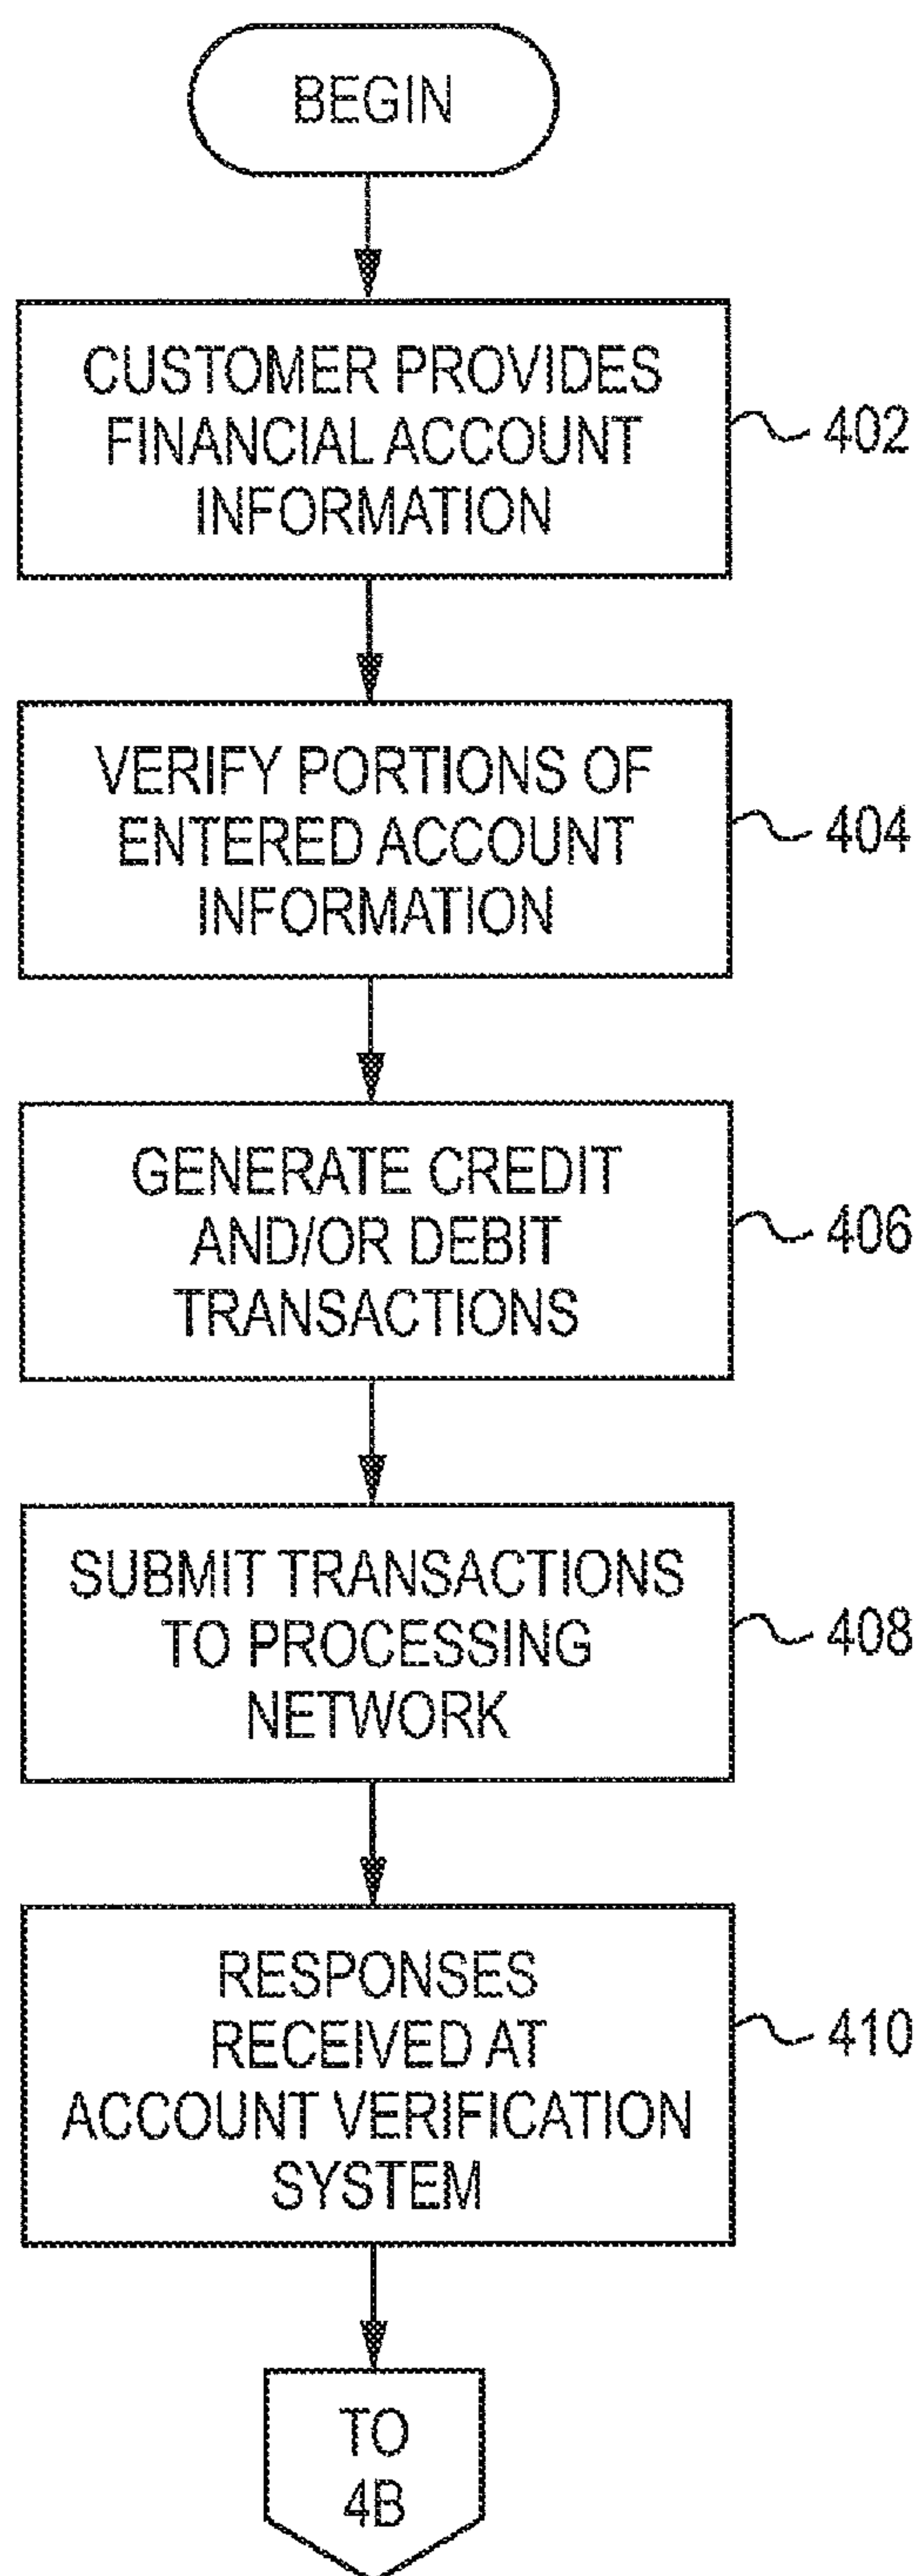 BEGIN
CUSTOMER PROVIDES
FINANCIAL ACCOUNT
INFORMATION
402
VERIFY PORTIONS OF
ENTERED ACCOUNT
INFORMATION
404
GENERATE CREDIT
AND/OR DEBIT
TRANSACTIONS
406
SUBMIT TRANSACTIONS
TO PROCESSING
NETWORK
408
RESPONSES
RECEIVED AT
ACCOUNT VERIFICATION
SYSTEM
410
TO
4B